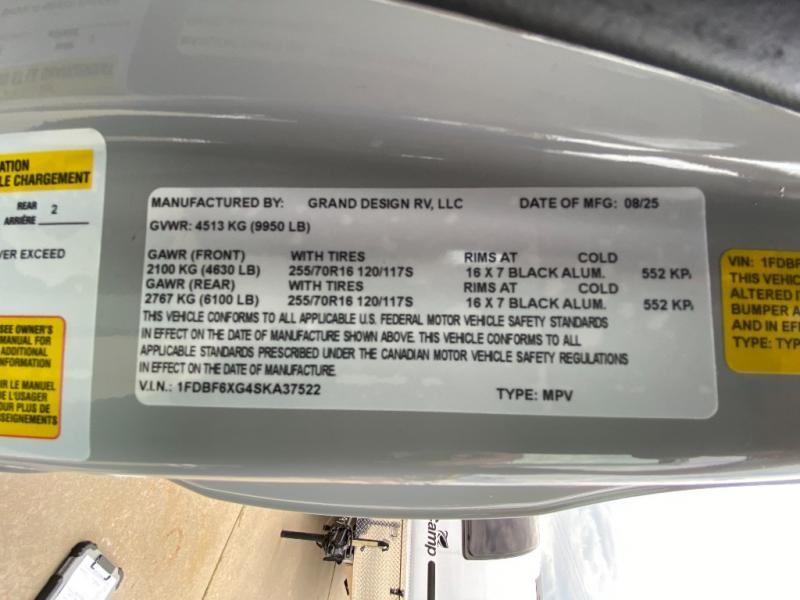 ATION
LE CHARGEMENT
REAR 2
ARRIÈRE
VER EXCEED
SEE OWNER'S
MANUAL FOR
ADDITIONAL
INFORMATION
IR LE MANUEL
DE L'USAGER
OUR PLUS DE
SEIGNEMENTS
MANUFACTURED BY: GRAND DESIGN RV, LLC DATE OF MFG: 08/25
GVWR: 4513 KG (9950 LB)
GAWR (FRONT) WITH TIRES RIMS AT COLD
2100 KG (4630 LB) 255/70R16 120/117S 16 X 7 BLACK ALUM. 552 KP
GAWR (REAR) WITH TIRES RIMS AT COLD
2767 KG (6100 LB) 255/70R16 120/117S 16 X 7 BLACK ALUM. 552 KP
THIS VEHICLE CONFORMS TO ALL APPLICABLE U.S. FEDERAL MOTOR VEHICLE SAFETY STANDARDS
IN EFFECT ON THE DATE OF MANUFACTURE SHOWN ABOVE. THIS VEHICLE CONFORMS TO ALL
APPLICABLE STANDARDS PRESCRIBED UNDER THE CANADIAN MOTOR VEHICLE SAFETY REGULATIONS
IN EFFECT ON THE DATE OF MANUFACTURE.
V.I.N.: 1FDBF6XG4SKA37522 TYPE: MPV
VIN: 1FDBF
THIS VEHIC
ALTERED
BUMPER A
AND IN EFF
TYPE: TYP
Camp